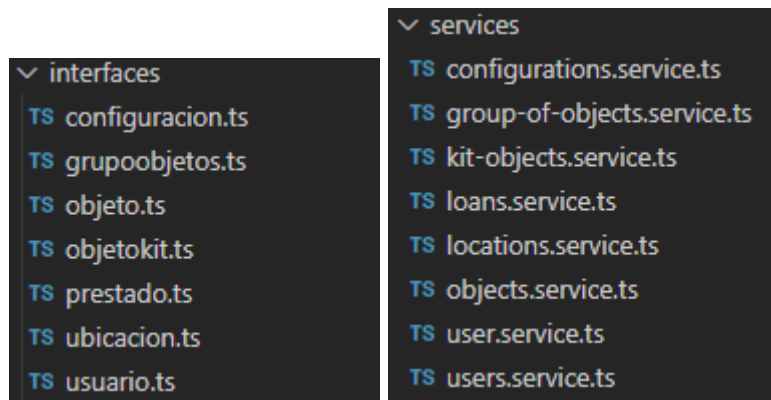 interfaces
TS configuracion.ts
TS grupoobjetos.ts
TS objeto.ts
TS objetokit.ts
TS prestado.ts
TS ubicacion.ts
TS usuario.ts
services
TS configurations.service.ts
TS group-of-objects.service.ts
TS kit-objects.service.ts
TS loans.service.ts
TS locations.service.ts
TS objects.service.ts
TS user.service.ts
TS users.service.ts